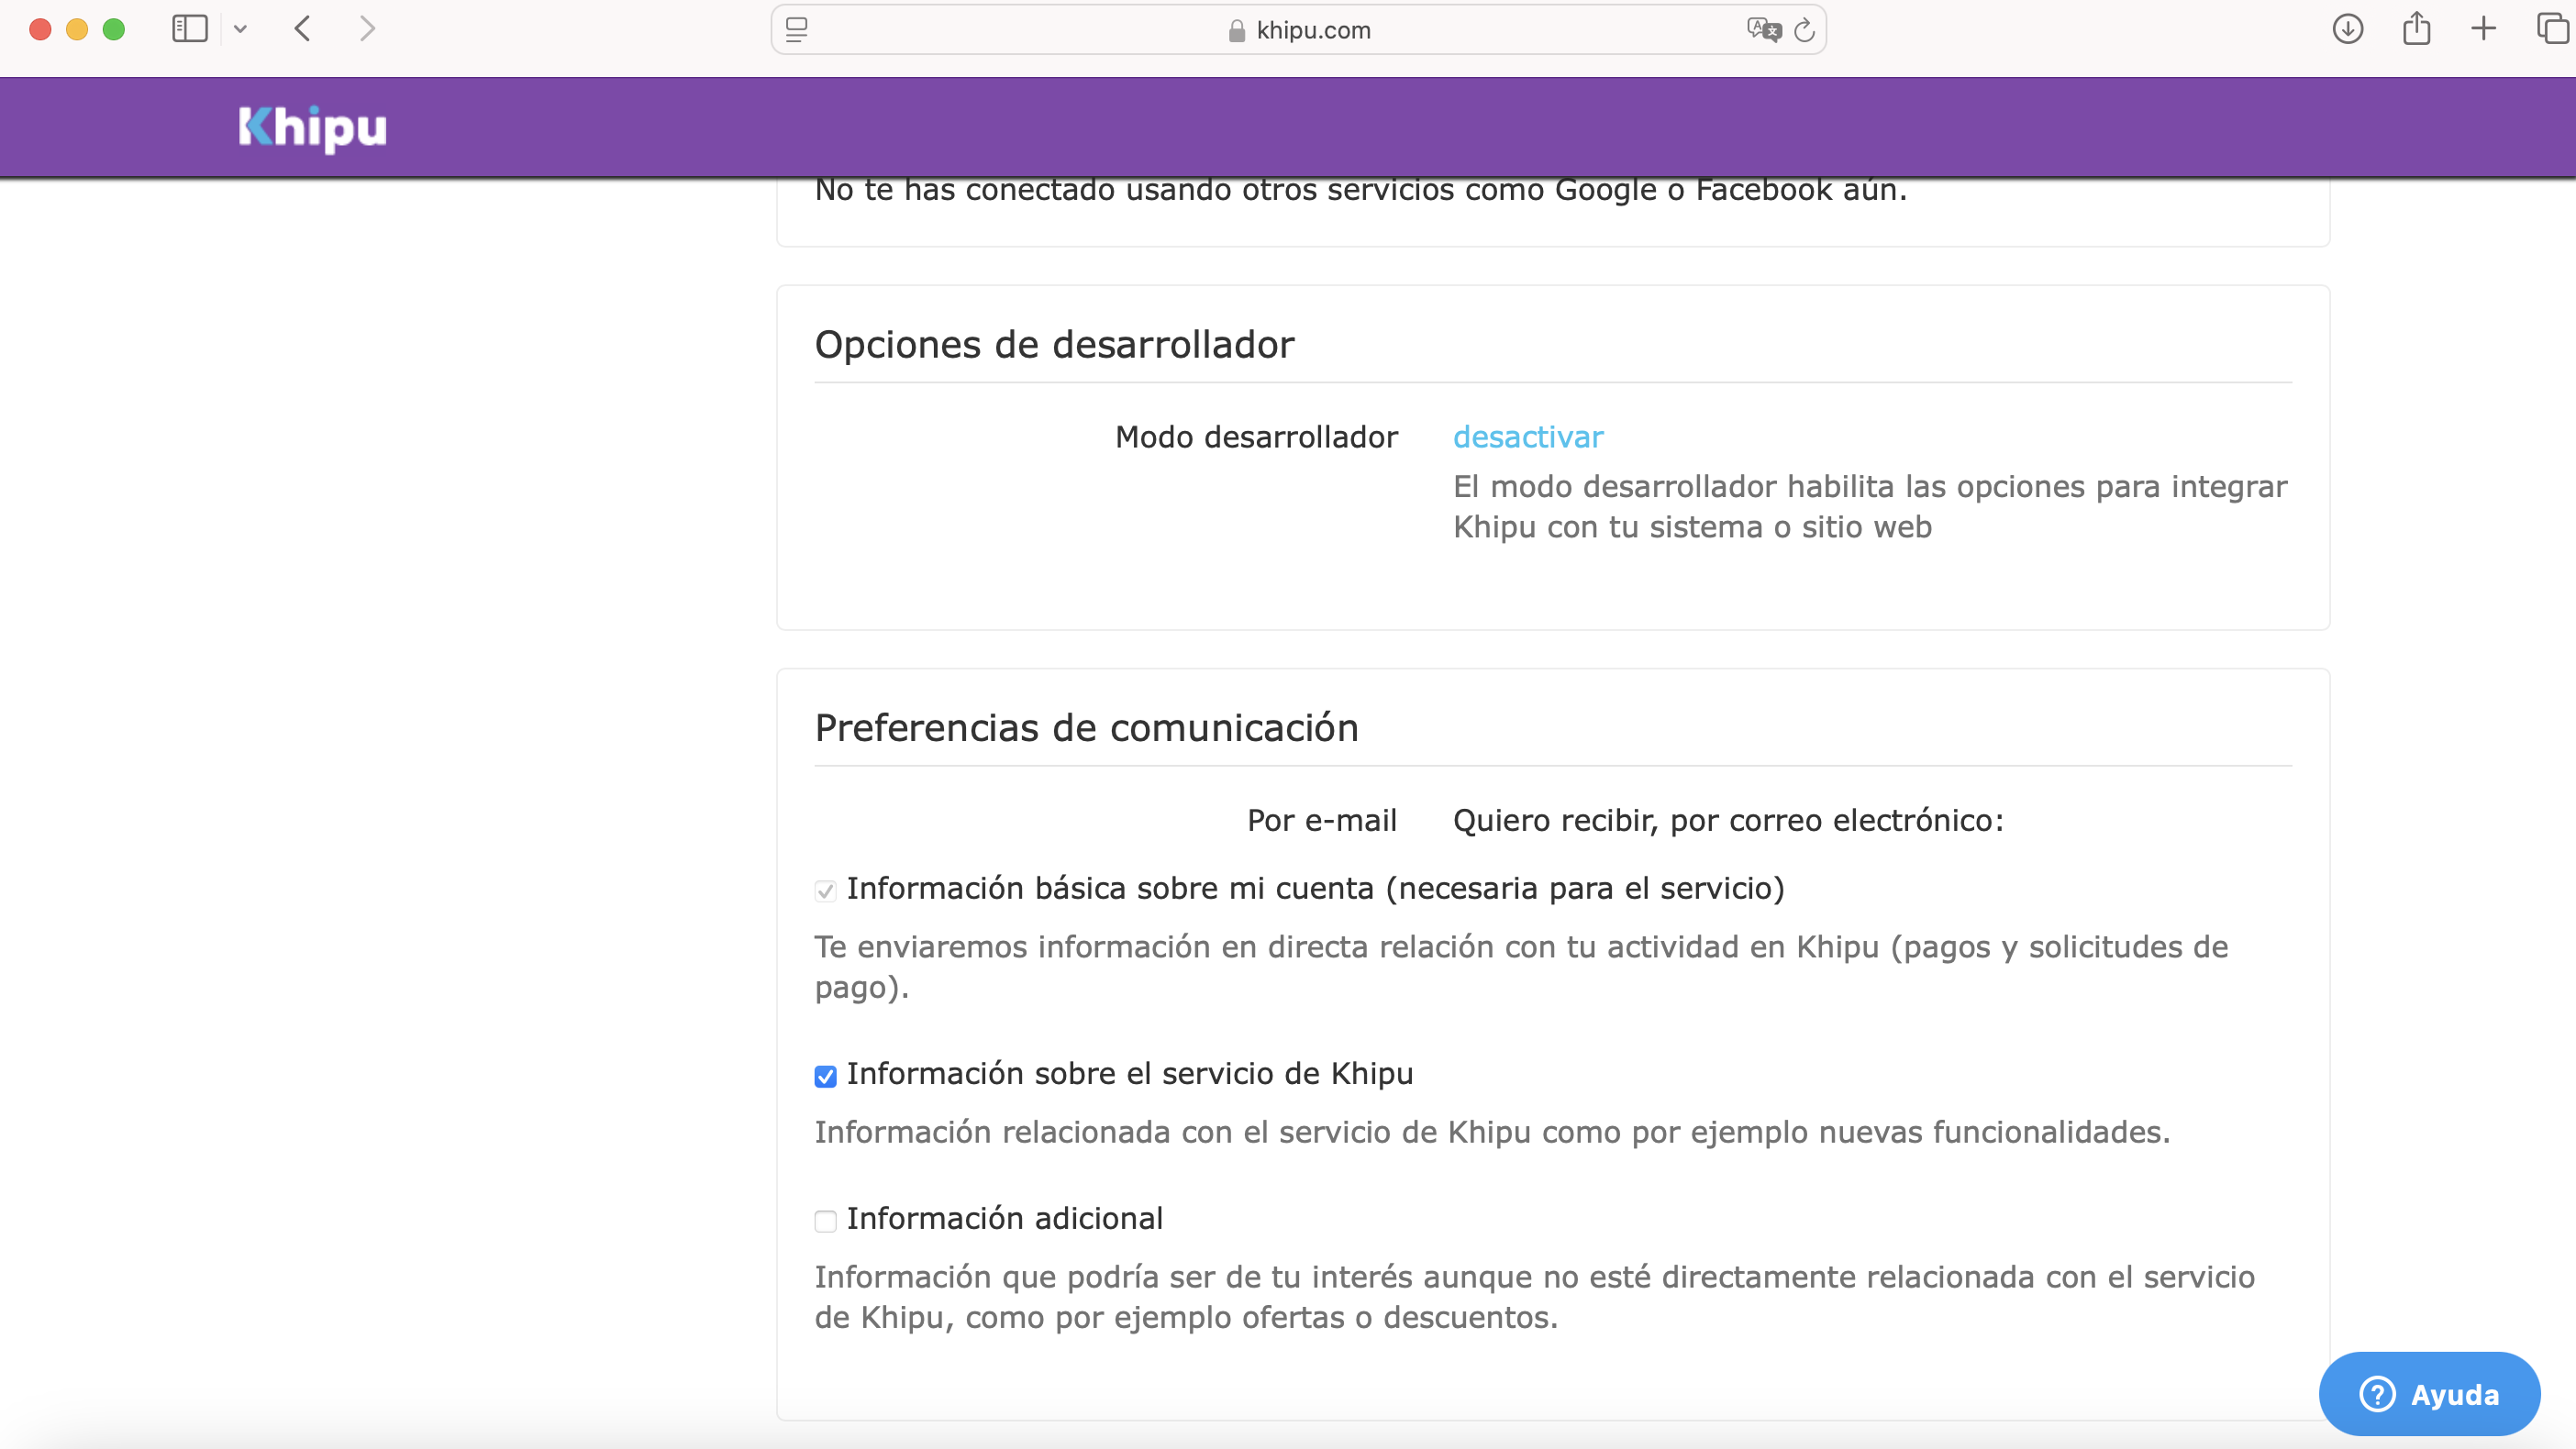 khipu.com
Khipu
No te has conectado usando otros servicios como Google o Facebook aún.
Opciones de desarrollador
Modo desarrollador desactivar
El modo desarrollador habilita las opciones para integrar
Khipu con tu sistema o sitio web
Preferencias de comunicación
Por e-mail Quiero recibir, por correo electrónico:
Información básica sobre mi cuenta (necesaria para el servicio)
Te enviaremos información en directa relación con tu actividad en Khipu (pagos y solicitudes de
pago).
Información sobre el servicio de Khipu
Información relacionada con el servicio de Khipu como por ejemplo nuevas funcionalidades.
Información adicional
Información que podría ser de tu interés aunque no esté directamente relacionada con el servicio
de Khipu, como por ejemplo ofertas o descuentos.
Ayuda